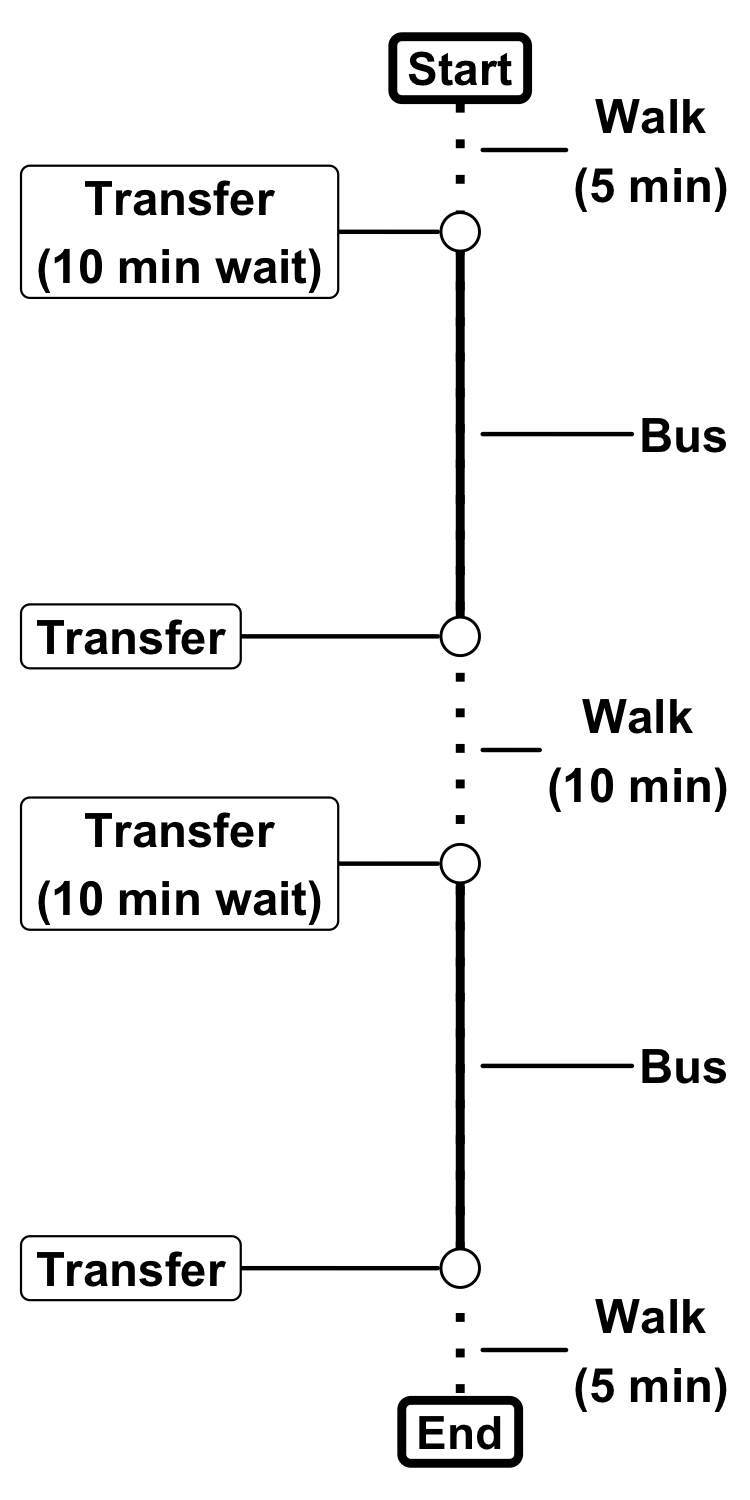 Start
Walk
(5 min)
Transfer
(10 min wait)
Bus
Transfer
Walk
(10 min)
Transfer
(10 min wait)
Bus
Transfer
Walk
(5 min)
End